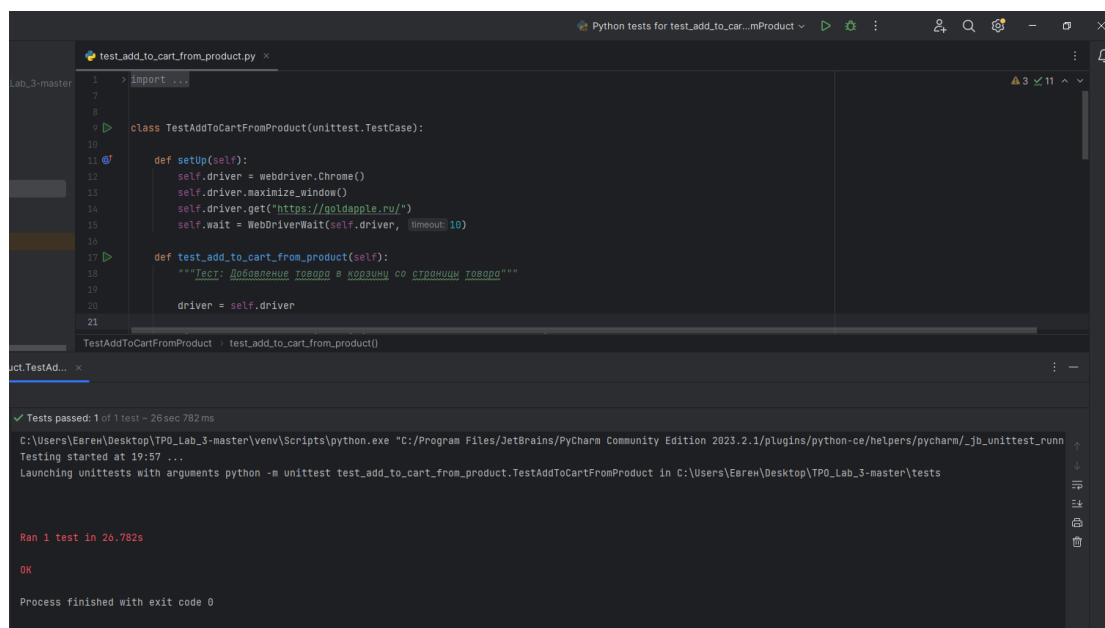 Python tests for test_add_to_car...mProduct
test_add_to_cart_from_product.py
Lab_3-master
1 import ...
3 11
7
8
9 class TestAddToCartFromProduct(unittest.TestCase):
10
11 def setUp(self):
12 self.driver = webdriver.Chrome()
13 self.driver.maximize_window()
14 self.driver.get("https://goldapple.ru/")
15 self.wait = WebDriverWait(self.driver, timeout: 10)
16
17 def test_add_to_cart_from_product(self):
18 """Тест: Добавление товара в корзину со страницы товара"""
19
20 driver = self.driver
21
TestAddToCartFromProduct > test_add_to_cart_from_product()
uct.TestAd...
Tests passed: 1 of 1 test – 26 sec 782 ms
C:\Users\Евген\Desktop\TPO_Lab_3-master\venv\Scripts\python.exe "C:/Program Files/JetBrains/PyCharm Community Edition 2023.2.1/plugins/python-ce/helpers/pycharm/_jb_unittest_runn
Testing started at 19:57 ...
Launching unittests with arguments python -m unittest test_add_to_cart_from_product.TestAddToCartFromProduct in C:\Users\Евген\Desktop\TPO_Lab_3-master\tests
Ran 1 test in 26.782s
OK
Process finished with exit code 0